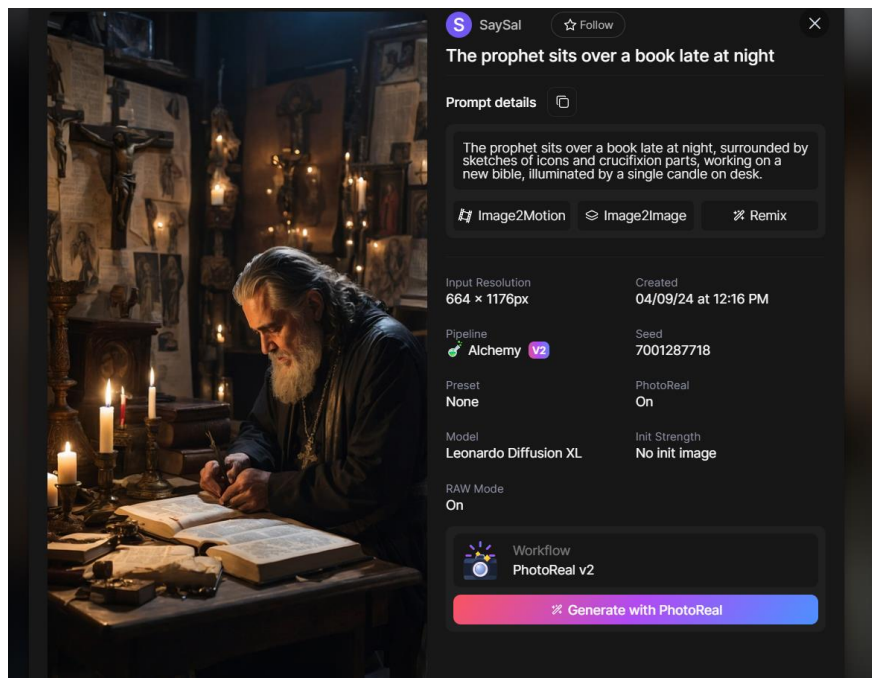 S SaySal Follow
The prophet sits over a book late at night
Prompt details
The prophet sits over a book late at night, surrounded by
sketches of icons and crucifixion parts, working on a
new bible, illuminated by a single candle on desk.
Image2Motion Image2Image Remix
Input Resolution Created
664 × 1176px 04/09/24 at 12:16 PM
Pipeline Seed
Alchemy V2 7001287718
Preset PhotoReal
None On
Model Init Strength
Leonardo Diffusion XL No init image
RAW Mode
On
Workflow
PhotoReal v2
Generate with PhotoReal